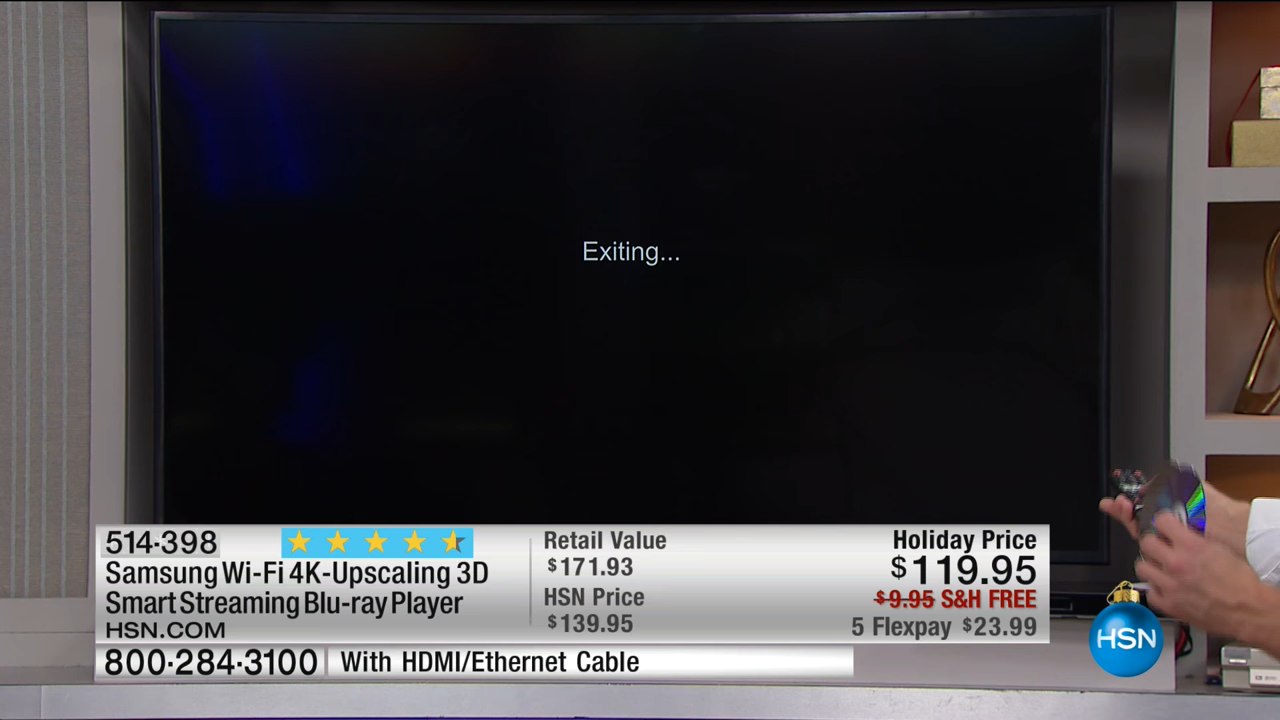 Exiting...
514-398
Samsung Wi-Fi 4K-Upscaling 3D
Smart Streaming Blu-ray Player
HSN.COM
Retail Value
$171.93
HSN Price
$139.95
Holiday Price
$119.95
$9.95 S&H FREE
5 Flexpay $23.99
800-284-3100
With HDMI/Ethernet Cable
HSN